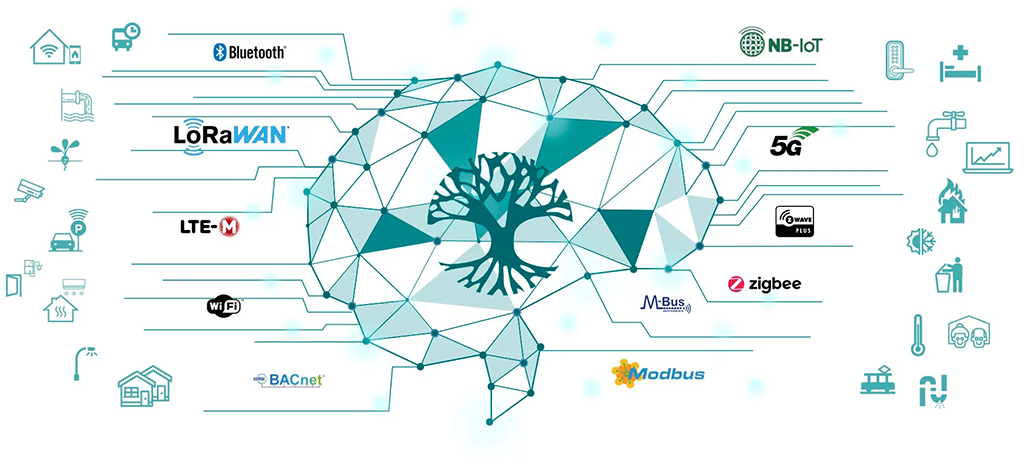 Bluetooth®
NB-IoT
LoRaWAN®
5G
LTE-M
Z WAVE
PLUS
zigbee
M-Bus
WiFi
BACnet®
Modbus
P